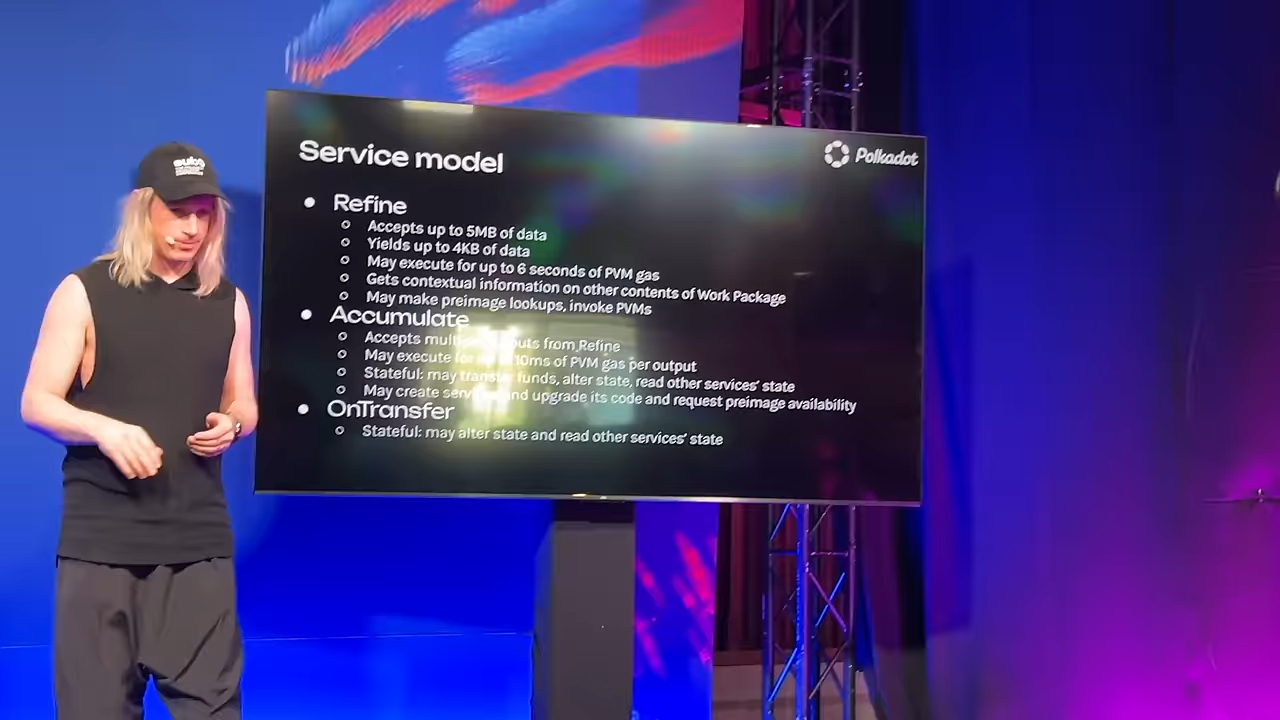 Service model
Polkadot
• Refine
○ Accepts up to 5MB of data
○ Yields up to 4KB of data
○ May execute for up to 6 seconds of PVM gas
○ Gets contextual information on other contents of Work Package
○ May make preimage lookups, invoke PVMs
• Accumulate
○ Accepts from Refine
○ May execute 10ms of PVM gas per output
○ Stateful: may transfer funds, alter state, read other services' state
○ May create and upgrade its code and request preimage availability
• OnTransfer
○ Stateful: may alter state and read other services' state